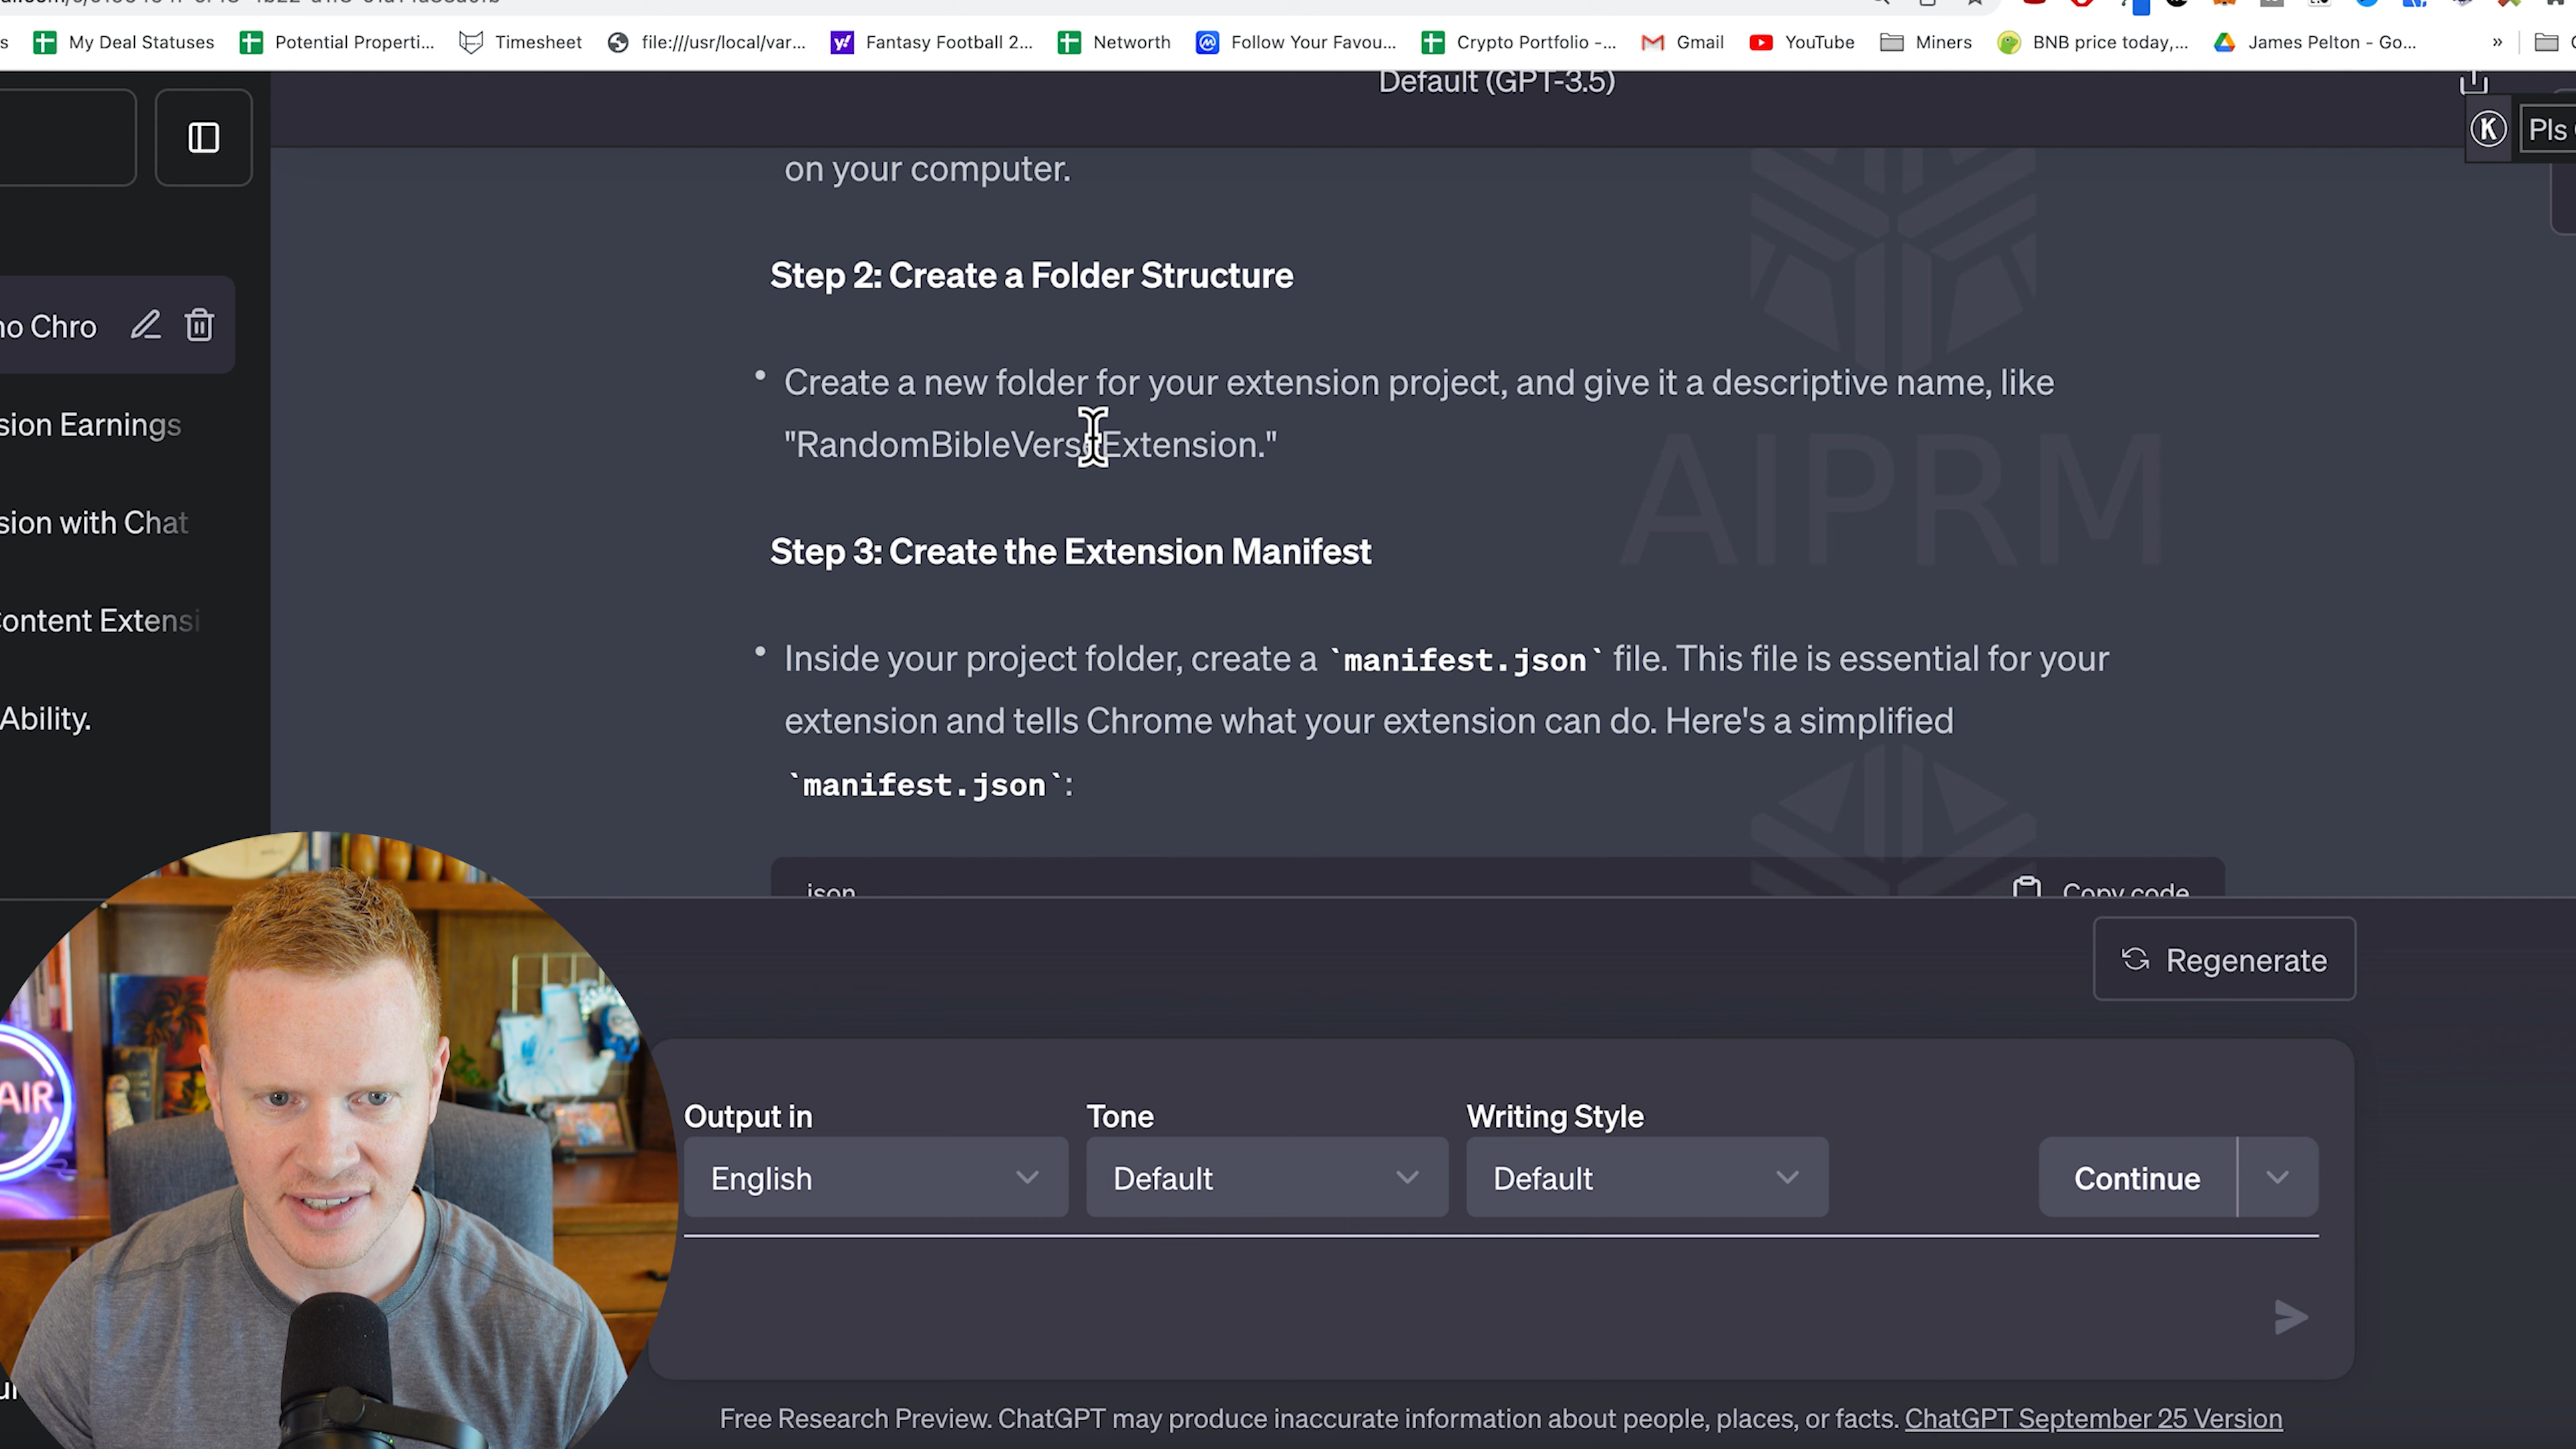 My Deal Statuses
Potential Properti...
Timesheet
file:///usr/local/var...
Fantasy Football 2...
Networth
Follow Your Favou...
Crypto Portfolio -...
Gmail
YouTube
Miners
BNB price today,...
James Pelton - Go...
»
Default (GPT-3.5)
K
Pls
on your computer.
Step 2: Create a Folder Structure
no Chro
• Create a new folder for your extension project, and give it a descriptive name, like
"RandomBibleVerseExtension."
sion Earnings
AIPRM
sion with Chat
Step 3: Create the Extension Manifest
Content Extensi
• Inside your project folder, create a `manifest.json` file. This file is essential for your
extension and tells Chrome what your extension can do. Here's a simplified
`manifest.json`:
Ability.
json
Copy code
Regenerate
AIR
Output in
Tone
Writing Style
English
Default
Default
Continue
Free Research Preview. ChatGPT may produce inaccurate information about people, places, or facts. ChatGPT September 25 Version